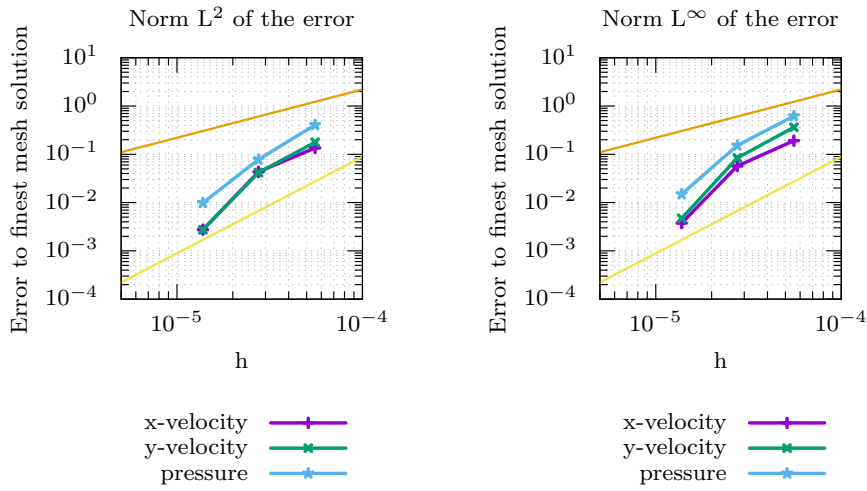 Norm L² of the error
Error to finest mesh solution
10¹
10⁰
10⁻¹
10⁻²
10⁻³
10⁻⁴
10⁻⁵
10⁻⁴
h
x-velocity
y-velocity
pressure
Norm L^∞ of the error
Error to finest mesh solution
10¹
10⁰
10⁻¹
10⁻²
10⁻³
10⁻⁴
10⁻⁵
10⁻⁴
h
x-velocity
y-velocity
pressure